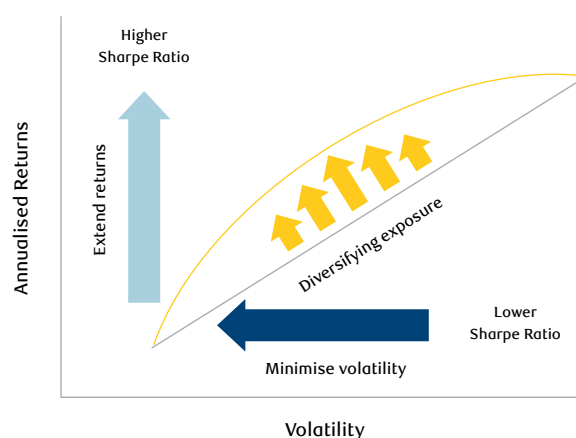 Higher
Sharpe Ratio
Annualised Returns
Extend returns
Diversifying exposure
Lower
Sharpe Ratio
Minimise volatility
Volatility